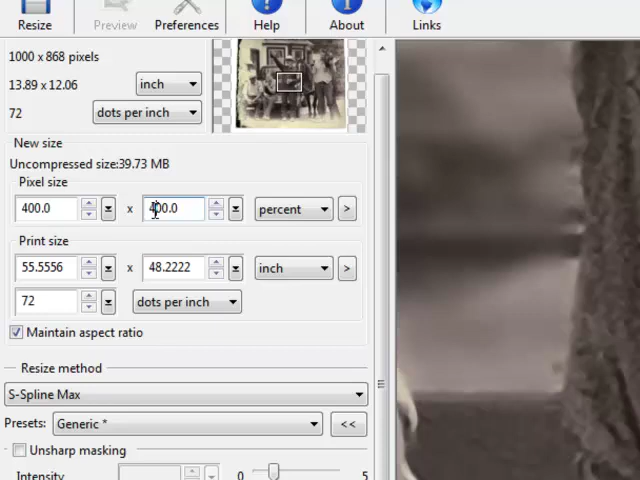 Resize Preview Preferences Help About Links
1000 x 868 pixels
13.89 x 12.06 inch
72 dots per inch
New size
Uncompressed size:39.73 MB
Pixel size
400.0 x 400.0 percent >
Print size
55.5556 x 48.2222 inch >
72 dots per inch
Maintain aspect ratio
Resize method
S-Spline Max
Presets: Generic * <<
Unsharp masking
Intensity 0 5